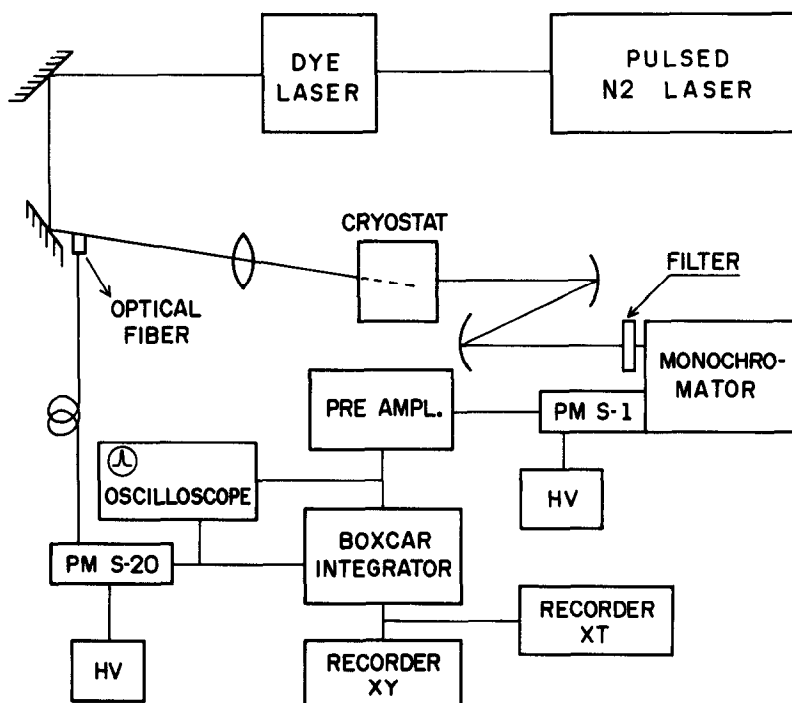 DYE
LASER
PULSED
N2 LASER
CRYOSTAT
FILTER
OPTICAL
FIBER
MONOCHRO-
MATOR
PRE AMPL.
PM S-1
OSCILLOSCOPE
HV
BOXCAR
INTEGRATOR
PM S-20
RECORDER
XT
HV
RECORDER
XY